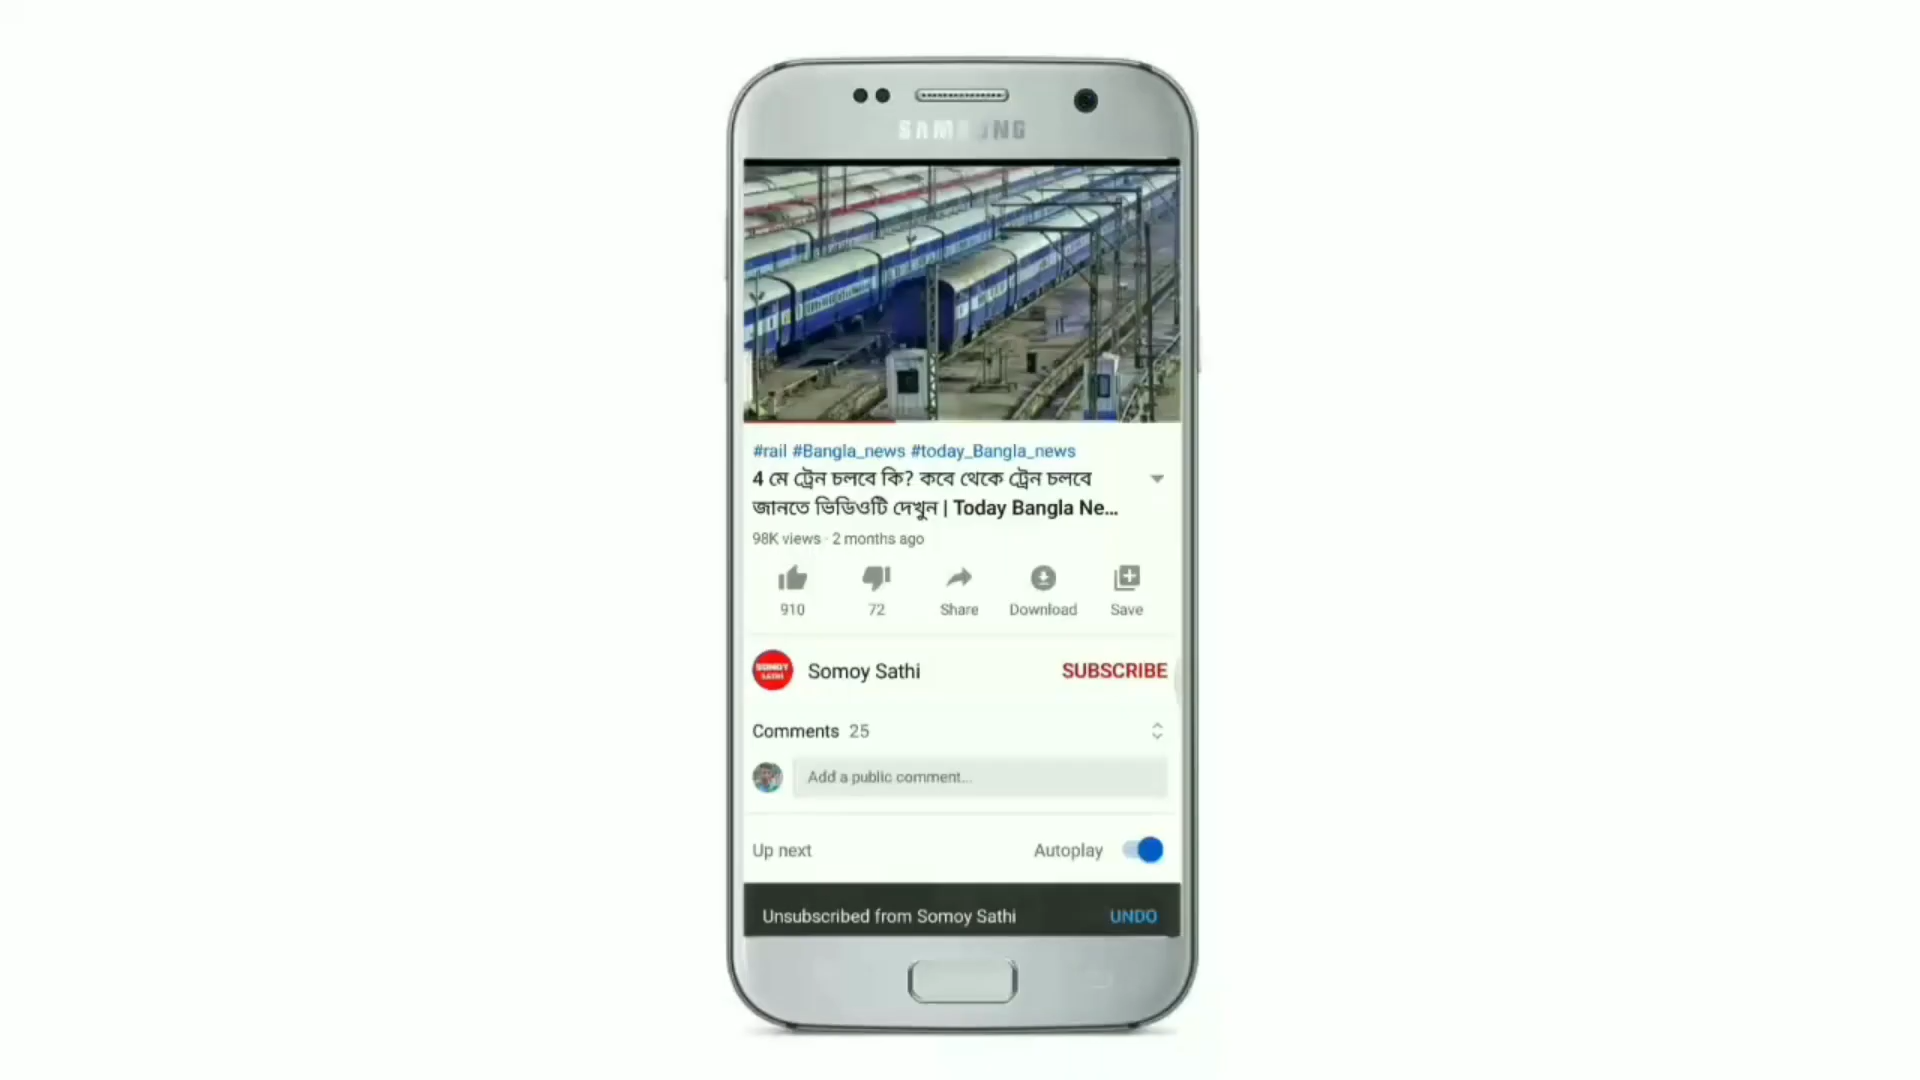 SAMSUNG
#rail #Bangla_news #today_Bangla_news
4 মে ট্রেন চলবে কি? কবে থেকে ট্রেন চলবে
জানতে ভিডিওটি দেখুন | Today Bangla Ne...
98K views · 2 months ago
910 72 Share Download Save
SOMOY
SATHI
Somoy Sathi SUBSCRIBE
Comments 25
Add a public comment...
Up next Autoplay
Unsubscribed from Somoy Sathi UNDO